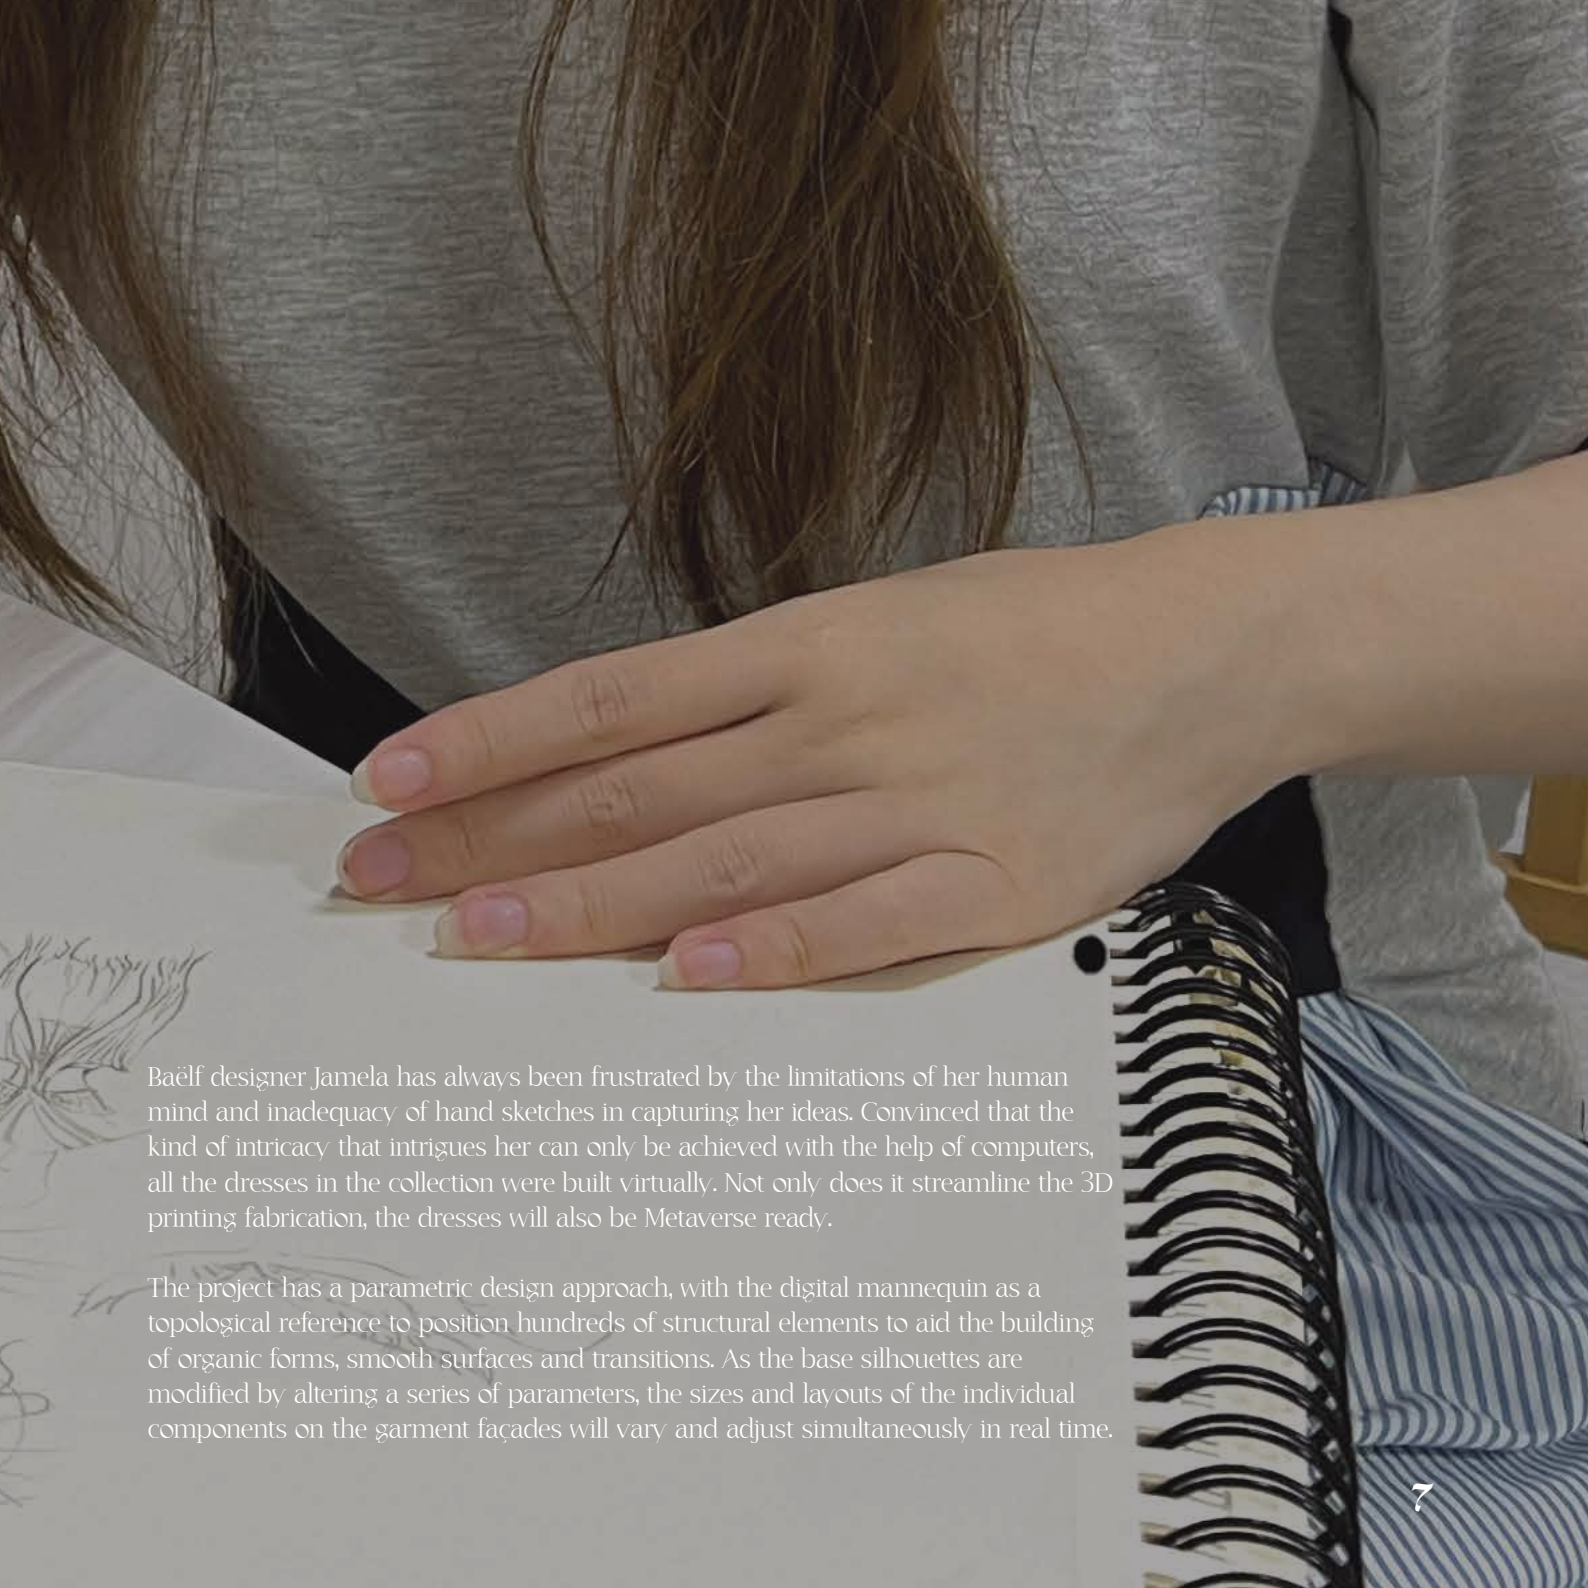 Baëlf designer Jamela has always been frustrated by the limitations of her human
mind and inadequacy of hand sketches in capturing her ideas. Convinced that the
kind of intricacy that intrigues her can only be achieved with the help of computers,
all the dresses in the collection were built virtually. Not only does it streamline the 3D
printing fabrication, the dresses will also be Metaverse ready.

The project has a parametric design approach, with the digital mannequin as a
topological reference to position hundreds of structural elements to aid the building
of organic forms, smooth surfaces and transitions. As the base silhouettes are
modified by altering a series of parameters, the sizes and layouts of the individual
components on the garment façades will vary and adjust simultaneously in real time.
7